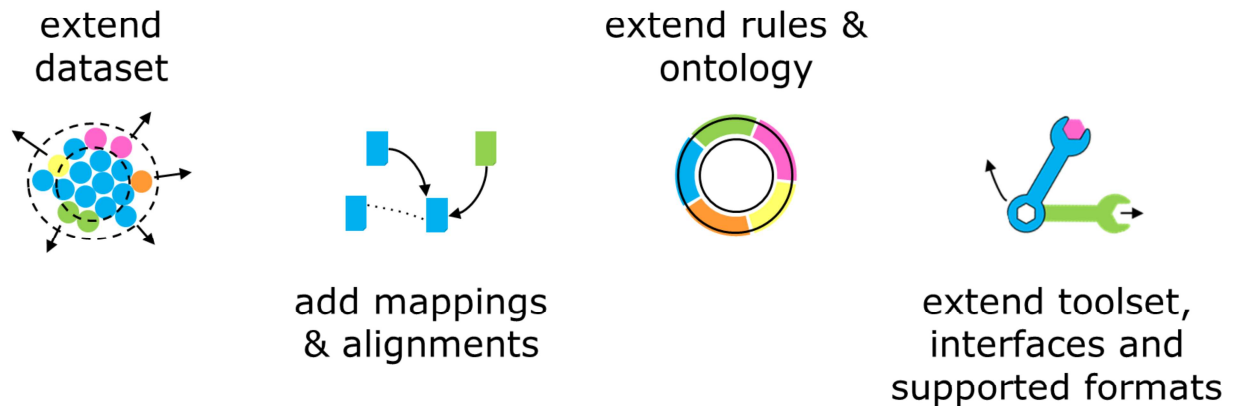 extend
dataset
add mappings
& alignments
extend rules &
ontology
extend toolset,
interfaces and
supported formats